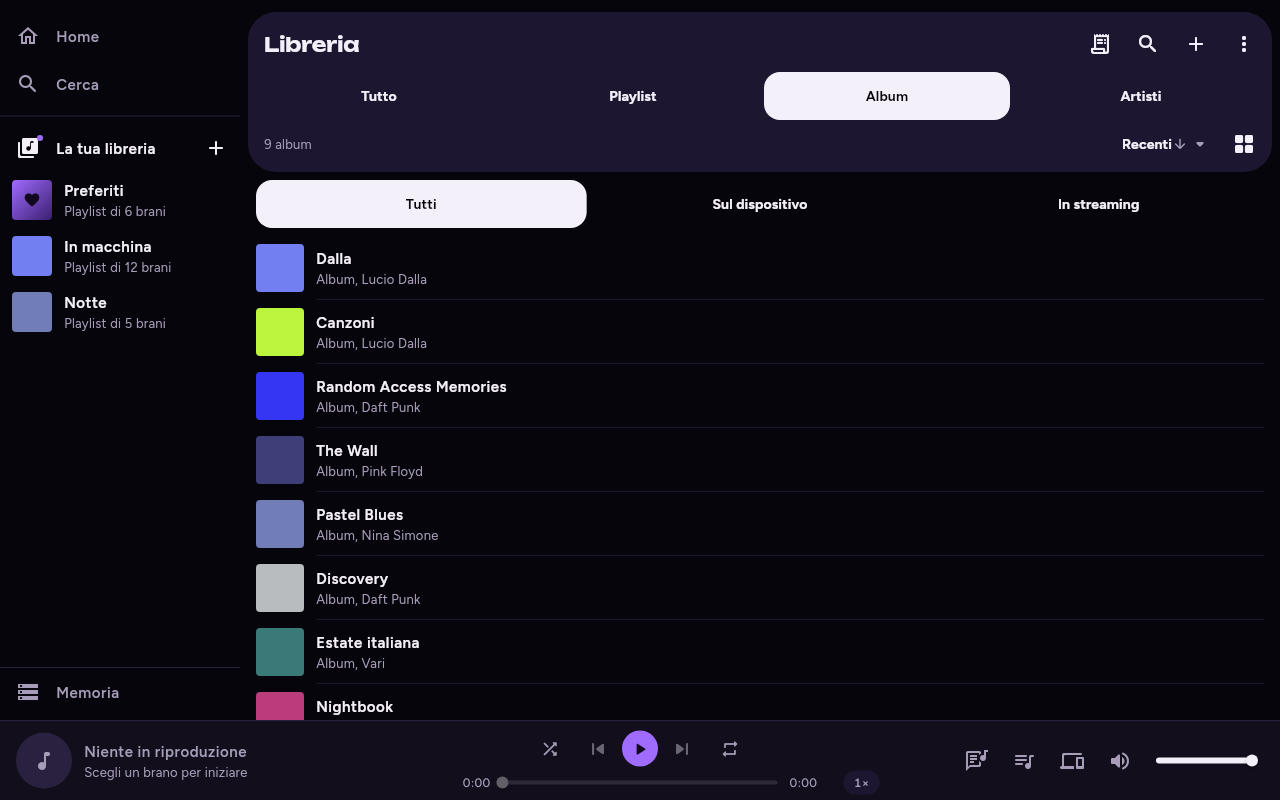 Home
Cerca
La tua libreria
Preferiti
Playlist di 6 brani
In macchina
Playlist di 12 brani
Notte
Playlist di 5 brani
Memoria
Libreria
Tutto
Playlist
Album
Artisti
9 album
Recenti
Tutti
Sul dispositivo
In streaming
Dalla
Album, Lucio Dalla
Canzoni
Album, Lucio Dalla
Random Access Memories
Album, Daft Punk
The Wall
Album, Pink Floyd
Pastel Blues
Album, Nina Simone
Discovery
Album, Daft Punk
Estate italiana
Album, Vari
Nightbook
Niente in riproduzione
Scegli un brano per iniziare
0:00
0:00
1×